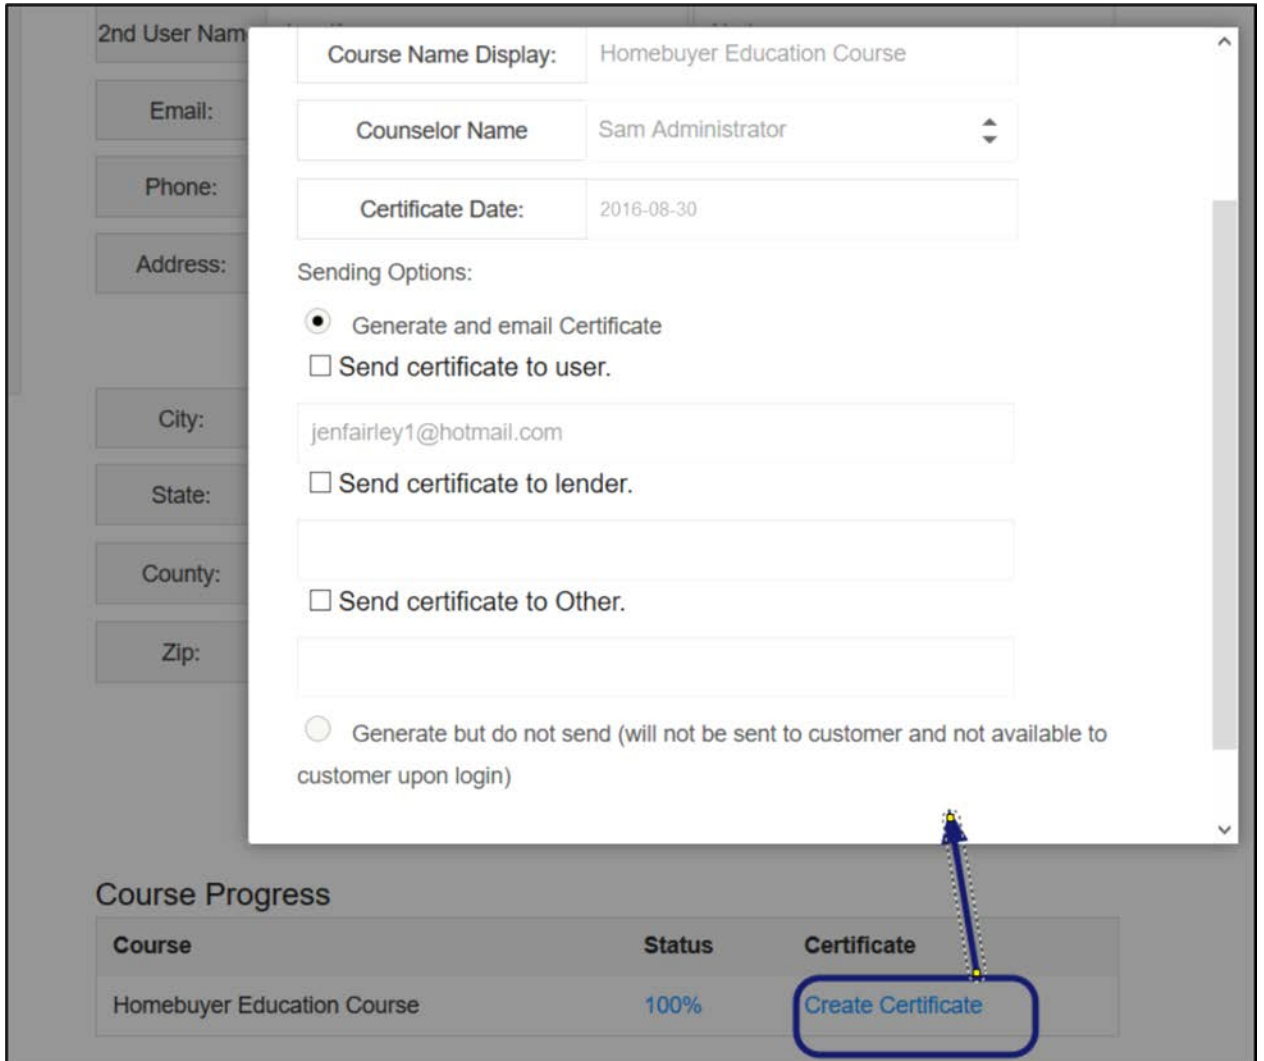 2nd User Nam
Course Name Display: Homebuyer Education Course
Email:
Counselor Name Sam Administrator
Phone:
Certificate Date: 2016-08-30
Address:
Sending Options:
Generate and email Certificate
Send certificate to user.
City:
jenfairley1@hotmail.com
State:
Send certificate to lender.
County:
Send certificate to Other.
Zip:
Generate but do not send (will not be sent to customer and not available to
customer upon login)
Course Progress
Course Status Certificate
Homebuyer Education Course 100% Create Certificate